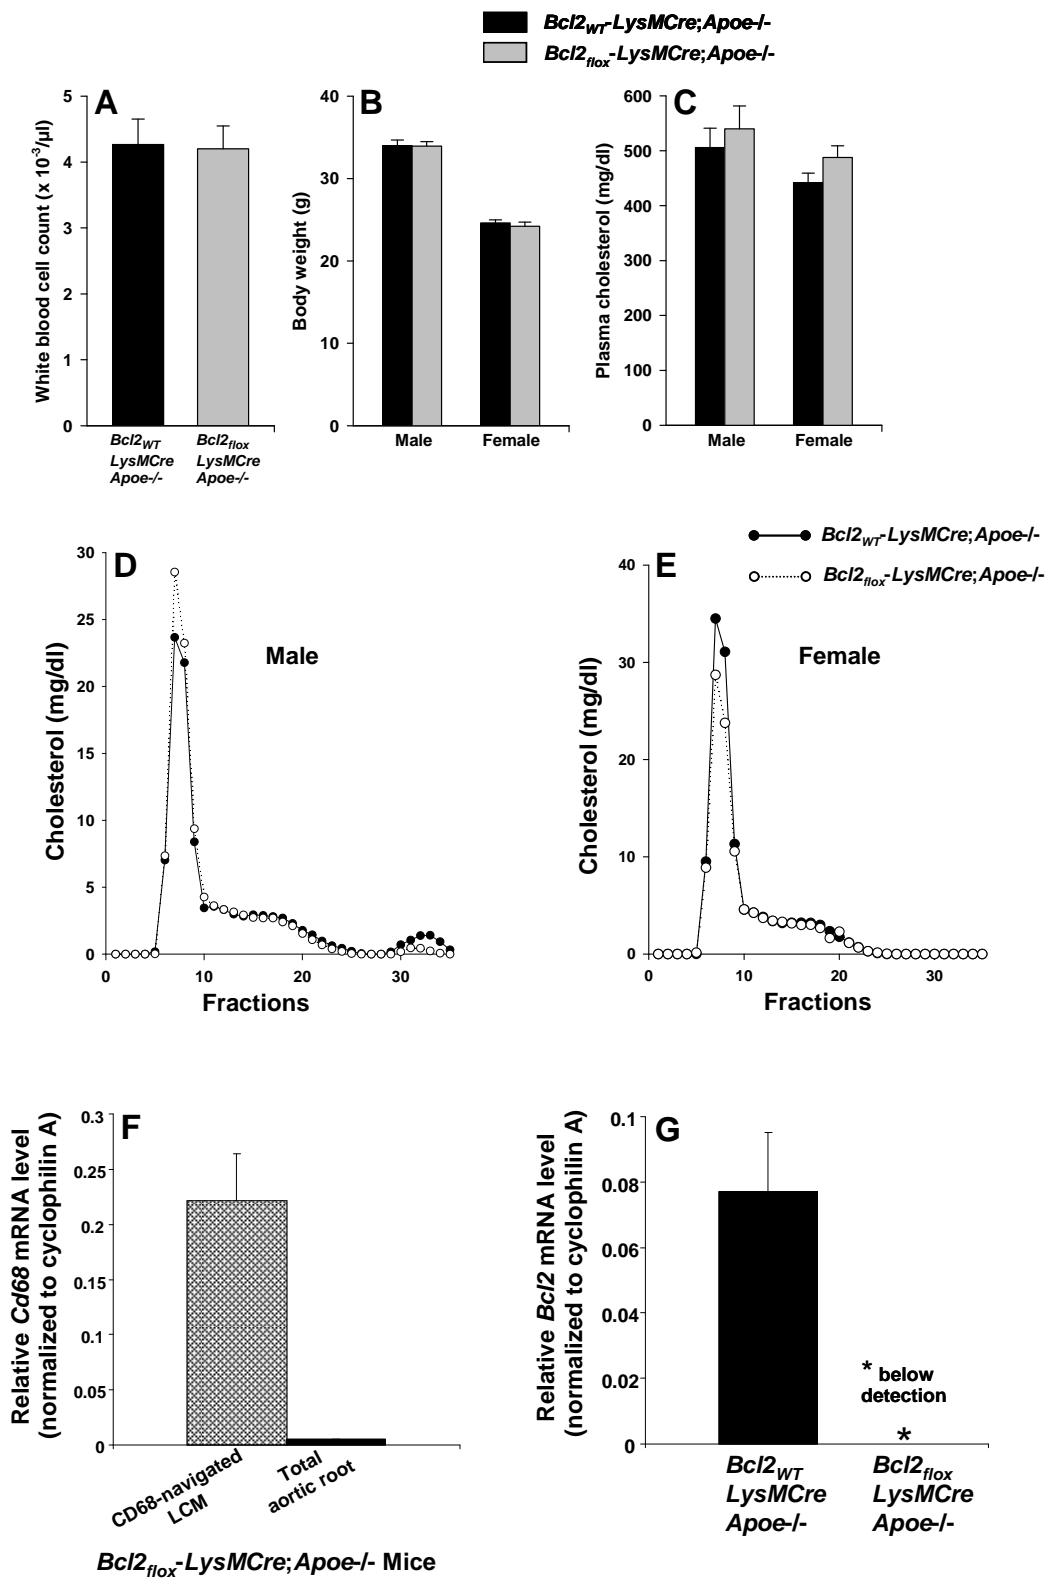 Bcl2WT-LysMCre;Apoe-/-
Bcl2flox-LysMCre;Apoe-/-
A
White blood cell count (x 10-3/µl)
5
4
3
2
1
0
Bcl2WT
LysMCre
Apoe-/-
Bcl2flox
LysMCre
Apoe-/-
B
Body weight (g)
40
30
20
10
0
Male
Female
C
Plasma cholesterol (mg/dl)
600
500
400
300
200
100
0
Male
Female
D
Male
Cholesterol (mg/dl)
30
25
20
15
10
5
0
0
10
20
30
Fractions
Bcl2WT-LysMCre;Apoe-/-
Bcl2flox-LysMCre;Apoe-/-
E
Female
Cholesterol (mg/dl)
40
30
20
10
0
0
10
20
30
Fractions
F
Relative Cd68 mRNA level
(normalized to cyclophilin A)
0.3
0.25
0.2
0.15
0.1
0.05
0
CD68-navigated
LCM
Total
aortic root
Bcl2flox-LysMCre;Apoe-/- Mice
G
Relative Bcl2 mRNA level
(normalized to cyclophilin A)
0.1
0.08
0.06
0.04
0.02
0
* below
detection
*
Bcl2WT
LysMCre
Apoe-/-
Bcl2flox
LysMCre
Apoe-/-